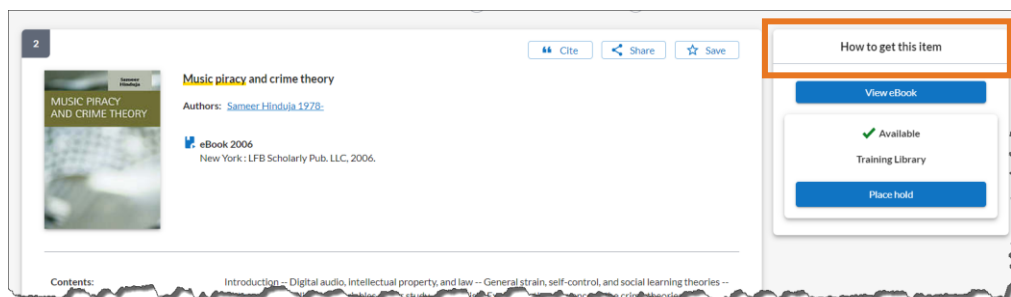 2
Cite
Share
Save
How to get this item
Sameer
Hinduja
MUSIC PIRACY
AND CRIME THEORY
Music piracy and crime theory
Authors: Sameer Hinduja 1978-
eBook 2006
New York : LFB Scholarly Pub. LLC, 2006.
View eBook
Available
Training Library
Place hold
Contents: Introduction -- Digital audio, intellectual property, and law -- General strain, self-control, and social learning theories --